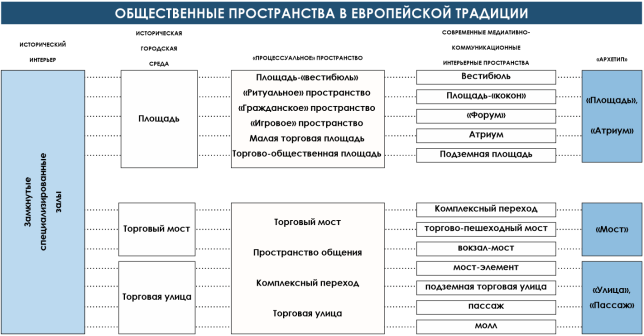 ОБЩЕСТВЕННЫЕ ПРОСТРАНСТВА В ЕВРОПЕЙСКОЙ ТРАДИЦИИ
ИСТОРИЧЕСКИЙ
ИНТЕРЬЕР
ИСТОРИЧЕСКАЯ
ГОРОДСКАЯ
СРЕДА
«ПРОЦЕССУАЛЬНОЕ» ПРОСТРАНСТВО
СОВРЕМЕННЫЕ МЕДИАТИВНО-
КОММУНИКАЦИОННЫЕ
ИНТЕРЬЕРНЫЕ ПРОСТРАНСТВА
«АРХЕТИП»
Замкнутые
специализированные
залы
Площадь
Площадь-«вестибюль»
«Ритуальное» пространство
«Гражданское» пространство
«Игровое» пространство
Малая торговая площадь
Торгово-общественная площадь
Вестибюль
Площадь-«кокон»
«Форум»
Атриум
Подземная площадь
«Площадь»,
«Атриум»
Торговый мост
Торговая улица
Торговый мост
Пространство общения
Комплексный переход
Торговая улица
Комплексный переход
торгово-пешеходный мост
вокзал-мост
мост-элемент
подземная торговая улица
пассаж
молл
«Мост»
«Улица»,
«Пассаж»